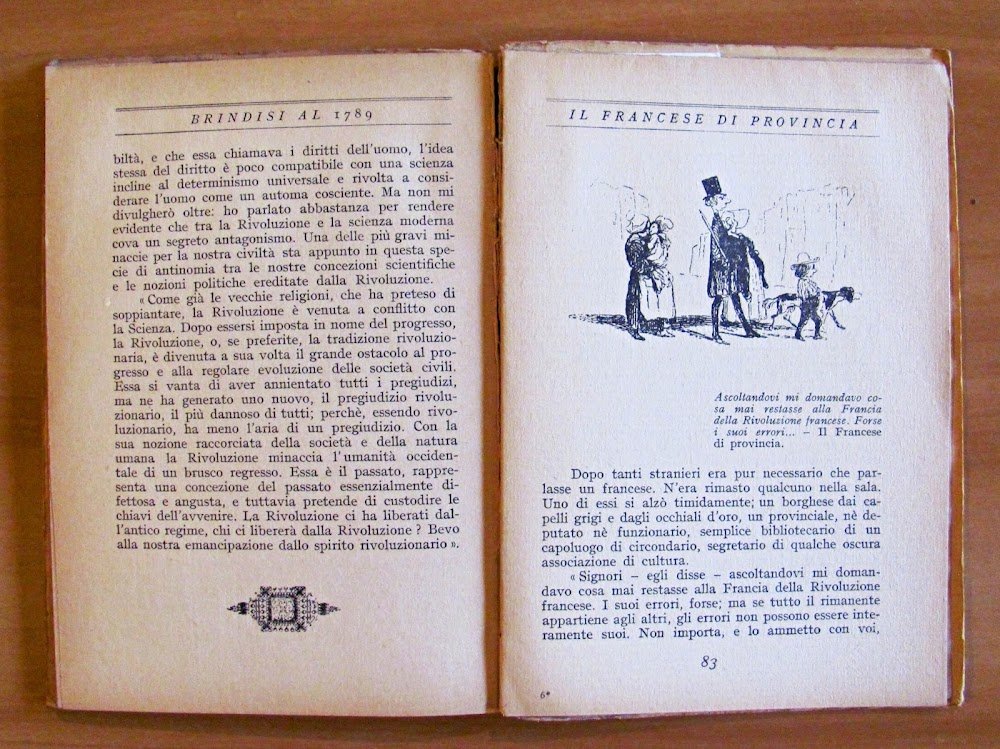 BRINDISI AL 1789
biltà, e che essa chiamava i diritti dell'uomo, l'idea
stessa del diritto è poco compatibile con una scienza
incline al determinismo universale e rivolta a consi-
derare l'uomo come un automa cosciente. Ma non mi
divulgherò oltre: ho parlato abbastanza per rendere
evidente che tra la Rivoluzione e la scienza moderna
cova un segreto antagonismo. Una delle più gravi mi-
naccie per la nostra civiltà sta appunto in questa spe-
cie di antinomia tra le nostre concezioni scientifiche
e le nozioni politiche ereditate dalla Rivoluzione.
« Come già le vecchie religioni, che ha preteso di
soppiantare, la Rivoluzione è venuta a conflitto con
la Scienza. Dopo essersi imposta in nome del progresso,
la Rivoluzione, o, se preferite, la tradizione rivoluzio-
naria, è divenuta a sua volta il grande ostacolo al pro-
gresso e alla regolare evoluzione delle società civili.
Essa si vanta di aver annientato tutti i pregiudizi,
ma ne ha generato uno nuovo, il pregiudizio rivolu-
zionario, il più dannoso di tutti; perchè, essendo rivo-
luzionario, ha meno l'aria di un pregiudizio. Con la
sua nozione raccorciata della società e della natura
umana la Rivoluzione minaccia l'umanità occiden-
tale di un brusco regresso. Essa è il passato, rappre-
senta una concezione del passato essenzialmente di-
fettosa e angusta, e tuttavia pretende di custodire le
chiavi dell'avvenire. La Rivoluzione ci ha liberati dal-
l'antico regime, chi ci libererà dalla Rivoluzione ? Bevo
alla nostra emancipazione dallo spirito rivoluzionario ».
IL FRANCESE DI PROVINCIA
Ascoltandovi mi domandavo co-
sa mai restasse alla Francia
della Rivoluzione francese. Forse
i suoi errori... – Il Francese
di provincia.
Dopo tanti stranieri era pur necessario che par-
lasse un francese. N'era rimasto qualcuno nella sala.
Uno di essi si alzò timidamente; un borghese dai ca-
pelli grigi e dagli occhiali d'oro, un provinciale, nè de-
putato nè funzionario, semplice bibliotecario di un
capoluogo di circondario, segretario di qualche oscura
associazione di cultura.
« Signori – egli disse – ascoltandovi mi doman-
davo cosa mai restasse alla Francia della Rivoluzione
francese. I suoi errori, forse; ma se tutto il rimanente
appartiene agli altri, gli errori non possono essere inte-
ramente suoi. Non importa, e lo ammetto con voi,
83
6*